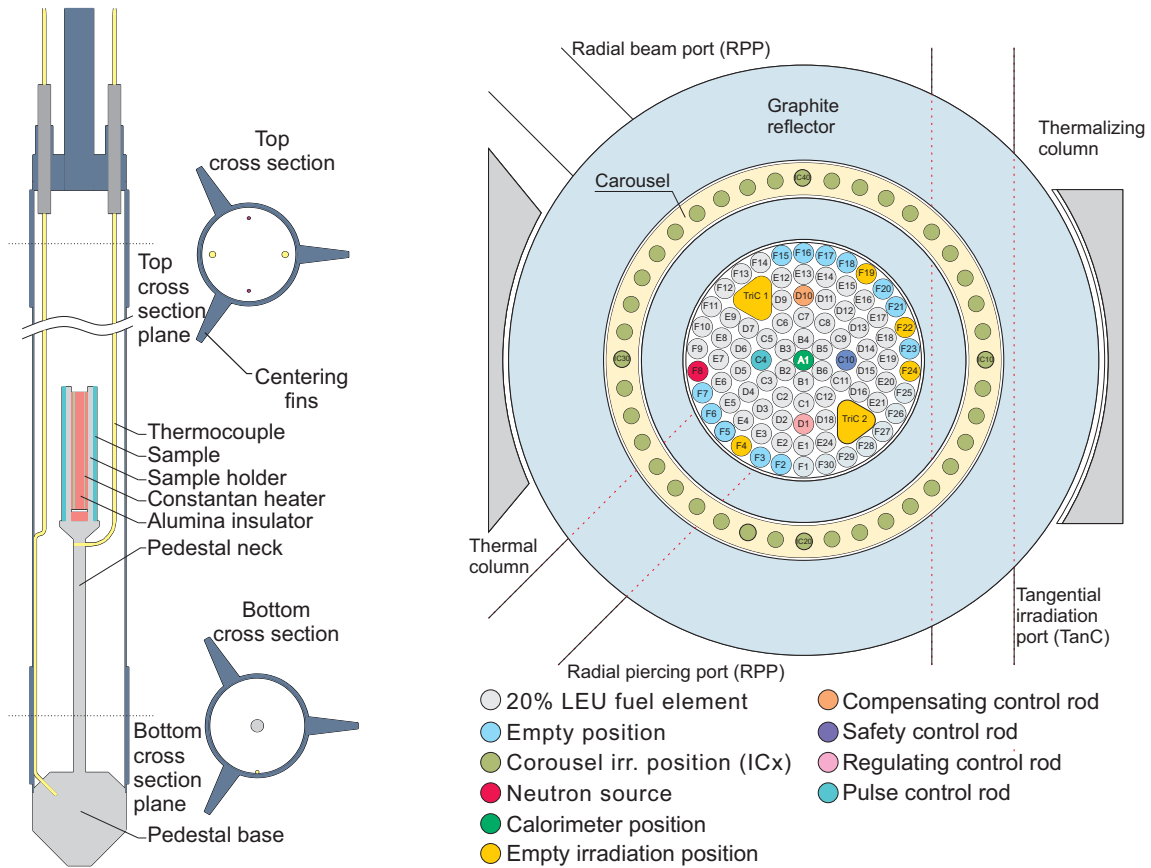 Top
cross section
Top
cross
section
plane
Centering
fins
Thermocouple
Sample
Sample holder
Constantan heater
Alumina insulator
Pedestal neck
Bottom
cross section
Bottom
cross
section
plane
Pedestal base
Radial beam port (RPP)
Graphite
reflector
Thermalizing
column
Carousel
IC40
IC30
IC10
IC20
F14 F15 F16 F17 F18
F13 E12 E13 E14 F19
F12 TriC 1 D9 D10 D11 E15 F20
F11 E16 F21
E9 C6 C7 C8 D12 E17
F10 D7 D13 F22
E8 C5 B4 C9 E18
F9 D6 B3 B5 D14 F23
E7 C4 A1 C10 E19
F8 D5 B2 B6 D15 F24
E6 C3 B1 C11 E20
F7 D4 D16 F25
E5 D3 C2 C1 C12 E21 F26
F6
E4 D2 D1 D18 TriC 2 F27
F5 E3
F4 E2 E1 E24 F28
F3 F2 F1 F30 F29
Thermal
column
Tangential
irradiation
port (TanC)
Radial piercing port (RPP)
20% LEU fuel element
Empty position
Corousel irr. position (ICx)
Neutron source
Calorimeter position
Empty irradiation position
Compensating control rod
Safety control rod
Regulating control rod
Pulse control rod